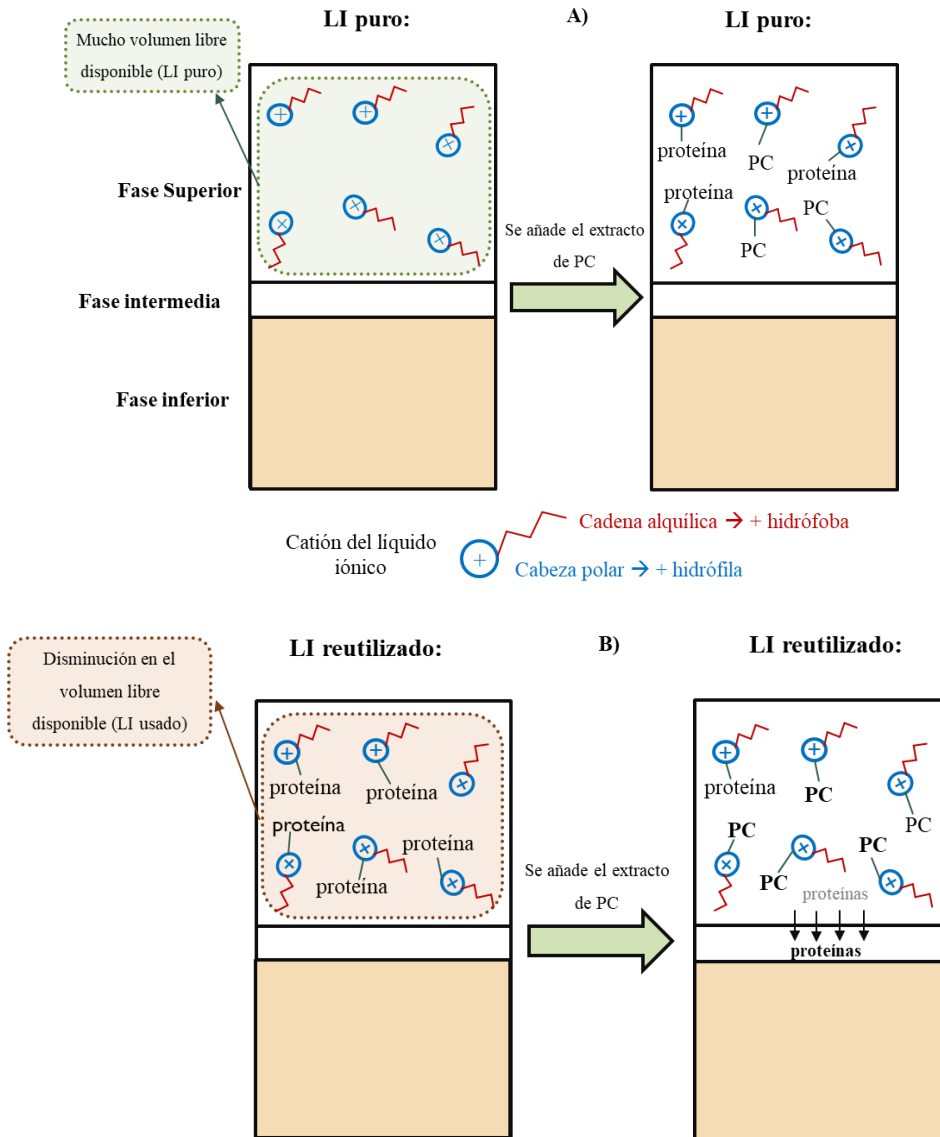 LI puro:
A)
LI puro:
Mucho volumen libre
disponible (LI puro)
Fase Superior
+
+
+
+
+
+
Se añade el extracto
de PC
+
proteína
+
PC
+
proteína
proteína
+
+
PC
PC
+
Fase intermedia
Fase inferior
Catión del líquido
iónico
+
Cadena alquílica → + hidrófoba
Cabeza polar → + hidrófila
LI reutilizado:
B)
LI reutilizado:
Disminución en el
volumen libre
disponible (LI usado)
+
proteína
+
proteína
+
proteína
+
+
proteína
proteína
+
Se añade el extracto
de PC
+
proteína
+
PC
+
PC
PC
+
+
PC
PC
+
proteínas
proteínas